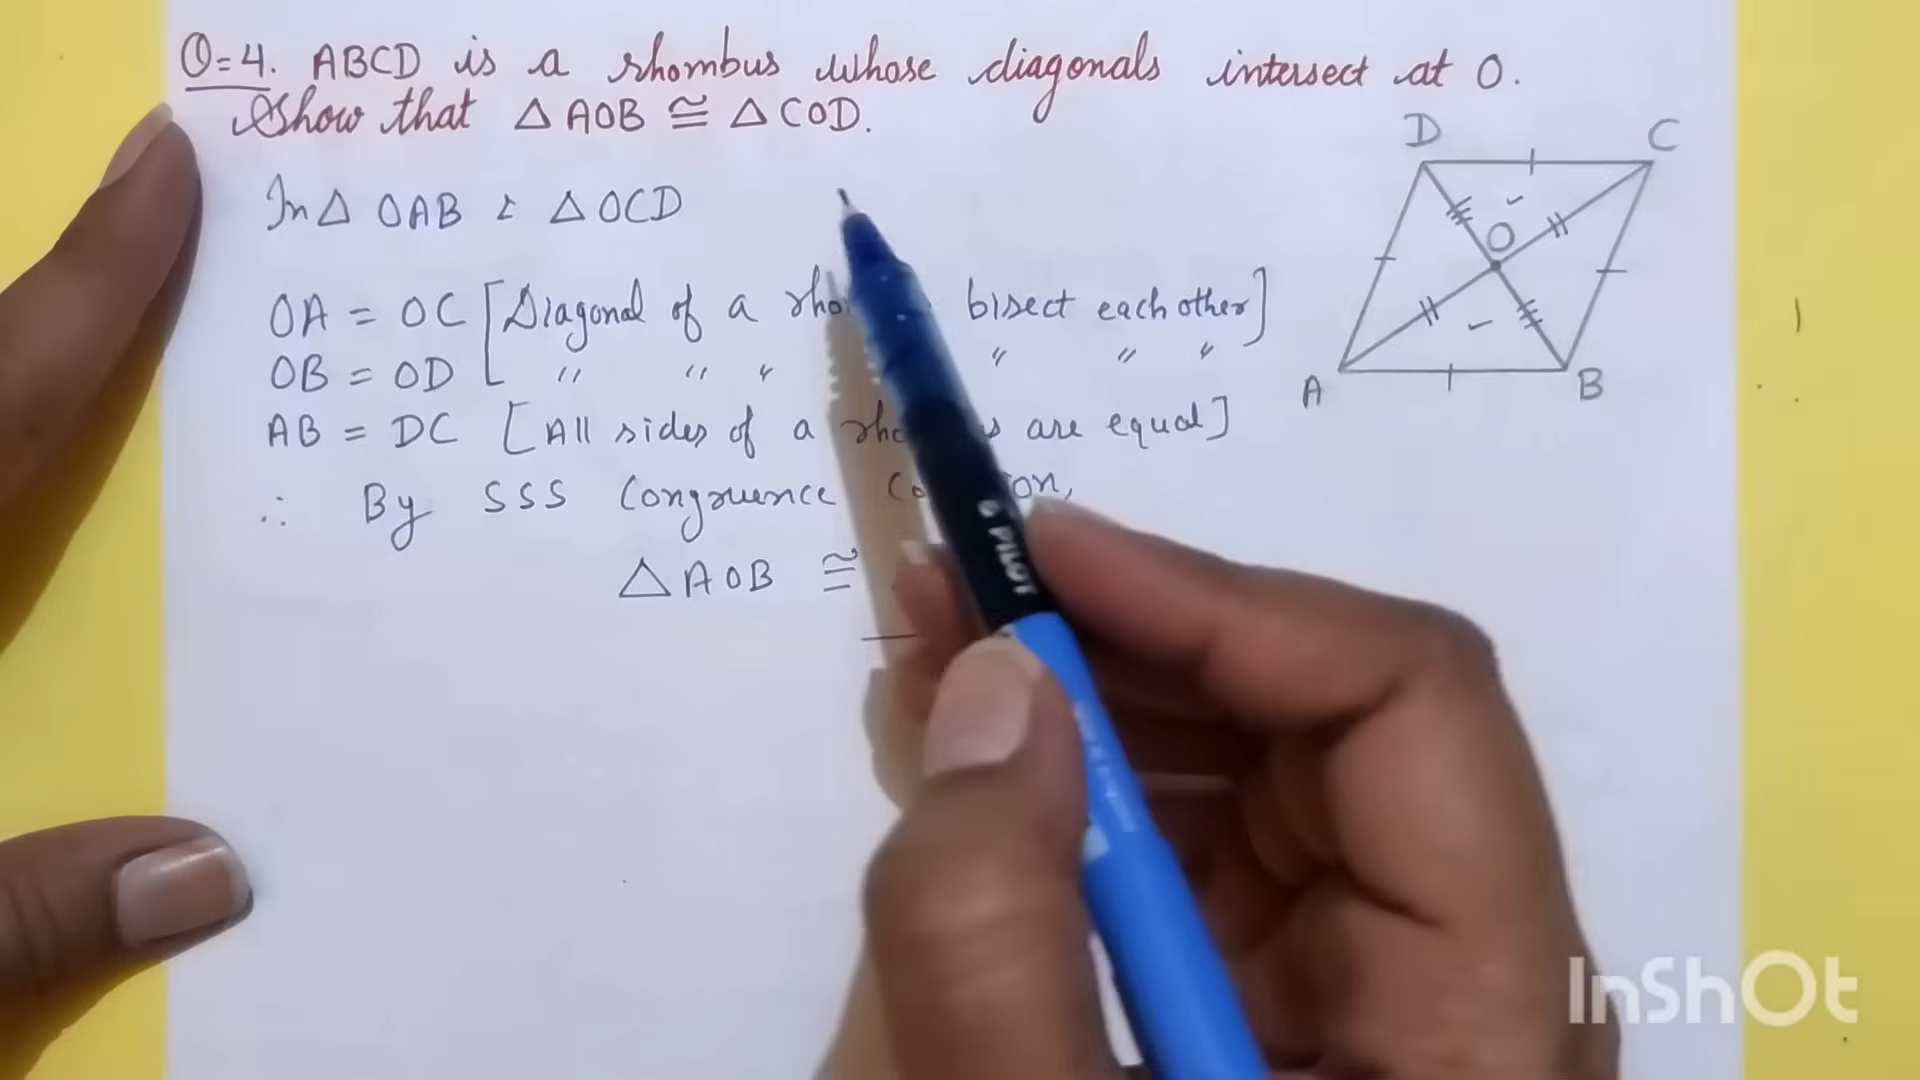 Q=4. ABCD is a rhombus whose diagonals intersect at O.
Show that △AOB ≅ △COD.
D C
In △ OAB & △OCD
O
OA = OC [Diagonal of a bisect each other]
OB = OD [ " " " " " "
A B
AB = DC [All sides of a are equal]
∴ By SSS Congruence
△AOB ≅
PILOT
InShOt